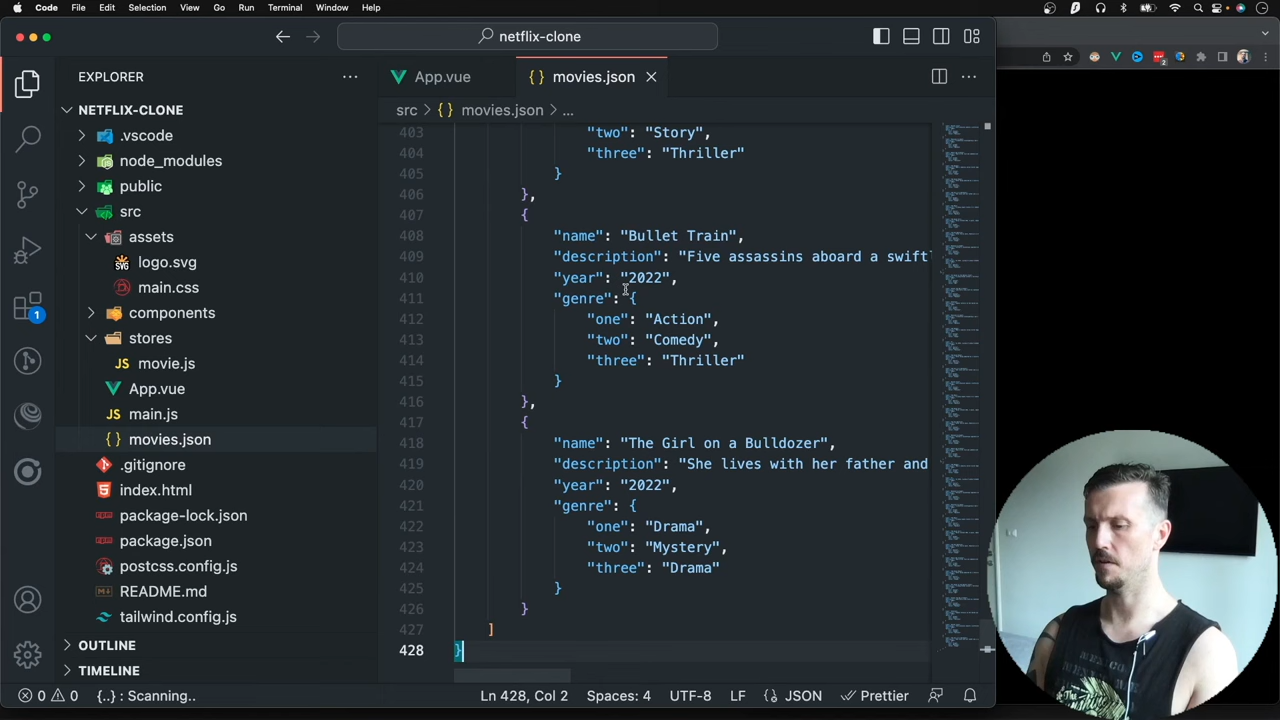 Code File Edit Selection View Go Run Terminal Window Help
netflix-clone
EXPLORER
NETFLIX-CLONE
.vscode
node_modules
public
src
assets
logo.svg
main.css
components
stores
movie.js
App.vue
main.js
movies.json
.gitignore
index.html
package-lock.json
package.json
postcss.config.js
README.md
tailwind.config.js
OUTLINE
TIMELINE
1
App.vue {} movies.json
src > {} movies.json > ...
403 "two": "Story",
404 "three": "Thriller"
405 }
406 },
407 {
408 "name": "Bullet Train",
409 "description": "Five assassins aboard a swiftl
410 "year": "2022",
411 "genre": {
412 "one": "Action",
413 "two": "Comedy",
414 "three": "Thriller"
415 }
416 },
417 {
418 "name": "The Girl on a Bulldozer",
419 "description": "She lives with her father and
420 "year": "2022",
421 "genre": {
422 "one": "Drama",
423 "two": "Mystery",
424 "three": "Drama"
425 }
426 }
427 ]
428 }
0 0 {..} : Scanning.. Ln 428, Col 2 Spaces: 4 UTF-8 LF JSON Prettier